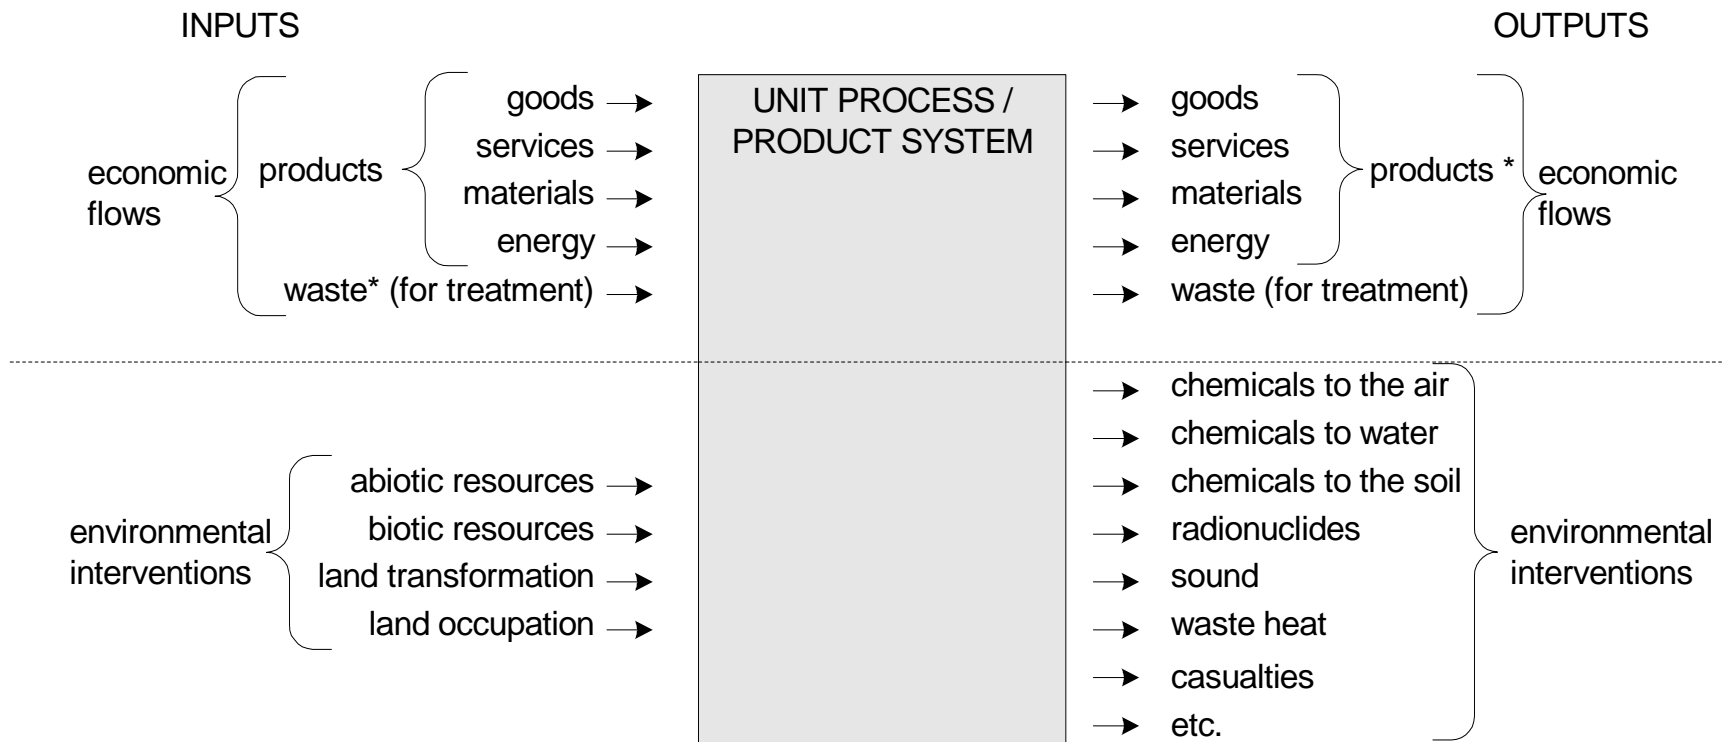 INPUTS
OUTPUTS
economic
flows
products
goods
services
materials
energy
waste* (for treatment)
UNIT PROCESS /
PRODUCT SYSTEM
goods
services
materials
energy
waste (for treatment)
products *
economic
flows
environmental
interventions
abiotic resources
biotic resources
land transformation
land occupation
chemicals to the air
chemicals to water
chemicals to the soil
radionuclides
sound
waste heat
casualties
etc.
environmental
interventions